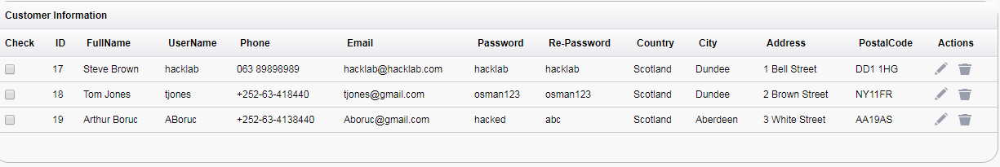 Customer Information
Check ID FullName UserName Phone Email Password Re-Password Country City Address PostalCode Actions
17 Steve Brown hacklab 063 89898989 hacklab@hacklab.com hacklab hacklab Scotland Dundee 1 Bell Street DD1 1HG
18 Tom Jones tjones +252-63-418440 tjones@gmail.com osman123 osman123 Scotland Dundee 2 Brown Street NY11FR
19 Arthur Boruc ABoruc +252-63-4138440 Aboruc@gmail.com hacked abc Scotland Aberdeen 3 White Street AA19AS